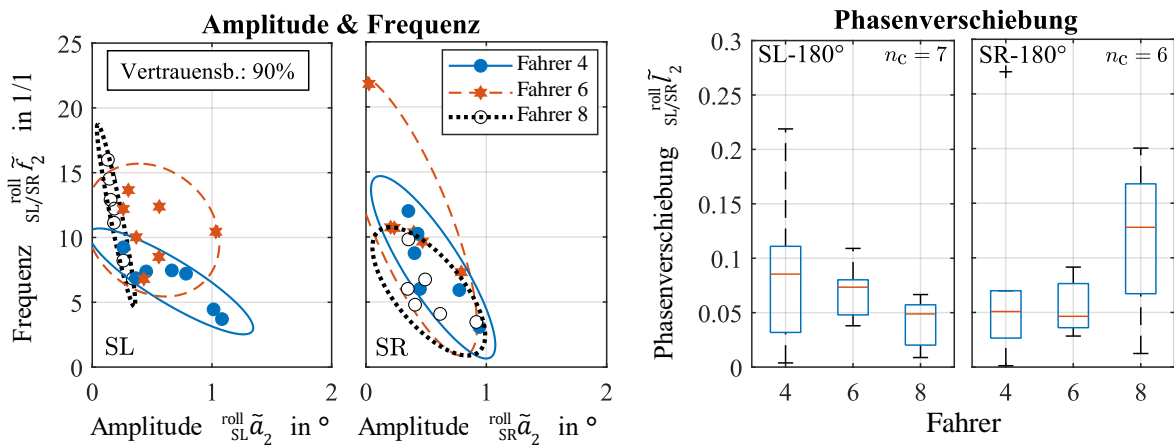 Amplitude & Frequenz
Frequenz roll SL/SR f̃ 2 in 1/1
25
20
15
10
5
0
Vertrauensb.: 90%
SL
0 1 2
Amplitude roll SL ã 2 in °
Fahrer 4
Fahrer 6
Fahrer 8
SR
0 1 2
Amplitude roll SR ã 2 in °
Phasenverschiebung
Phasenverschiebung roll SL/SR l̃ 2
0.3
0.25
0.2
0.15
0.1
0.05
0
SL-180° nC = 7
4 6 8
SR-180° nC = 6
4 6 8
Fahrer